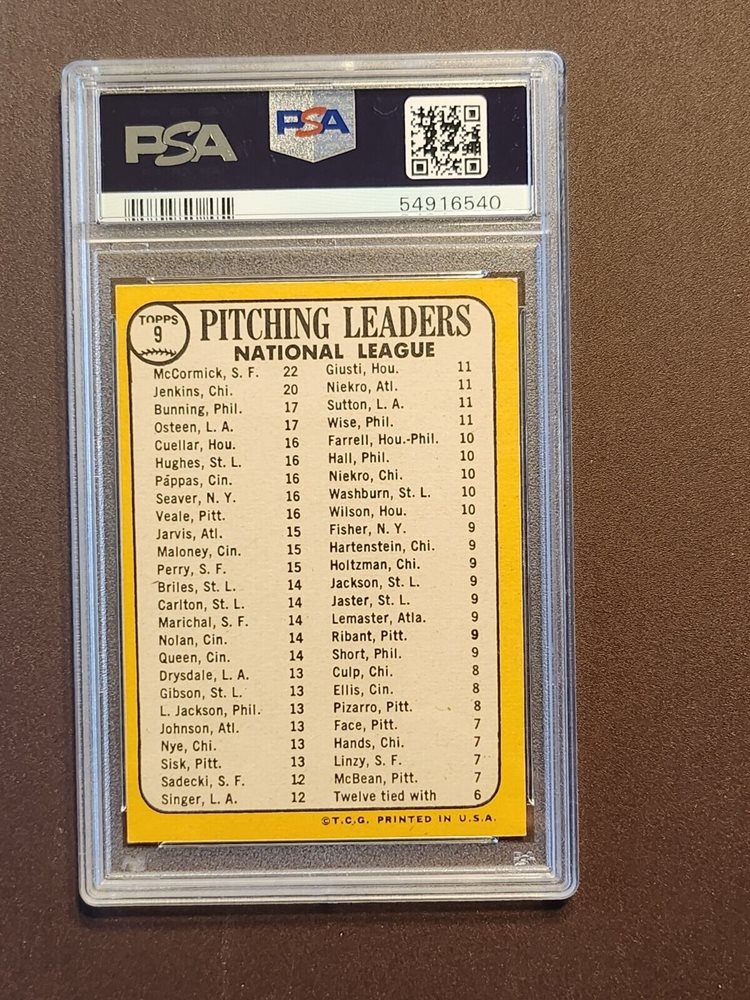 PSA
PSA
54916540
TOPPS
9
PITCHING LEADERS
NATIONAL LEAGUE
McCormick, S. F. 22
Jenkins, Chi. 20
Bunning, Phil. 17
Osteen, L. A. 17
Cuellar, Hou. 16
Hughes, St. L. 16
Pappas, Cin. 16
Seaver, N. Y. 16
Veale, Pitt. 16
Jarvis, Atl. 15
Maloney, Cin. 15
Perry, S. F. 15
Briles, St. L. 14
Carlton, St. L. 14
Marichal, S. F. 14
Nolan, Cin. 14
Queen, Cin. 14
Drysdale, L. A. 13
Gibson, St. L. 13
L. Jackson, Phil. 13
Johnson, Atl. 13
Nye, Chi. 13
Sisk, Pitt. 13
Sadecki, S. F. 12
Singer, L. A. 12
Giusti, Hou. 11
Niekro, Atl. 11
Sutton, L. A. 11
Wise, Phil. 11
Farrell, Hou.-Phil. 10
Hall, Phil. 10
Niekro, Chi. 10
Washburn, St. L. 10
Wilson, Hou. 10
Fisher, N. Y. 9
Hartenstein, Chi. 9
Holtzman, Chi. 9
Jackson, St. L. 9
Jaster, St. L. 9
Lemaster, Atla. 9
Ribant, Pitt. 9
Short, Phil. 9
Culp, Chi. 8
Ellis, Cin. 8
Pizarro, Pitt. 8
Face, Pitt. 7
Hands, Chi. 7
Linzy, S. F. 7
McBean, Pitt. 7
Twelve tied with 6
©T.C.G. PRINTED IN U.S.A.